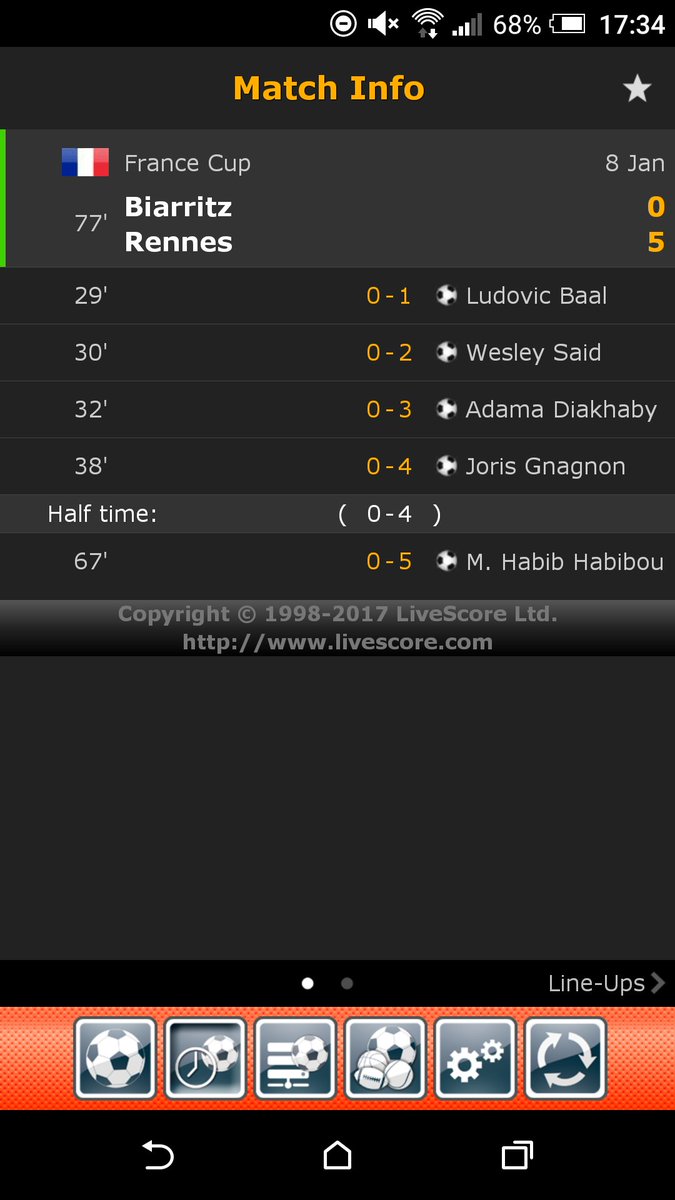 68% 17:34
Match Info
France Cup 8 Jan
77'
Biarritz 0
Rennes 5
29' 0-1 Ludovic Baal
30' 0-2 Wesley Said
32' 0-3 Adama Diakhaby
38' 0-4 Joris Gnagnon
Half time: ( 0-4 )
67' 0-5 M. Habib Habibou
Copyright © 1998-2017 LiveScore Ltd.
http://www.livescore.com
Line-Ups